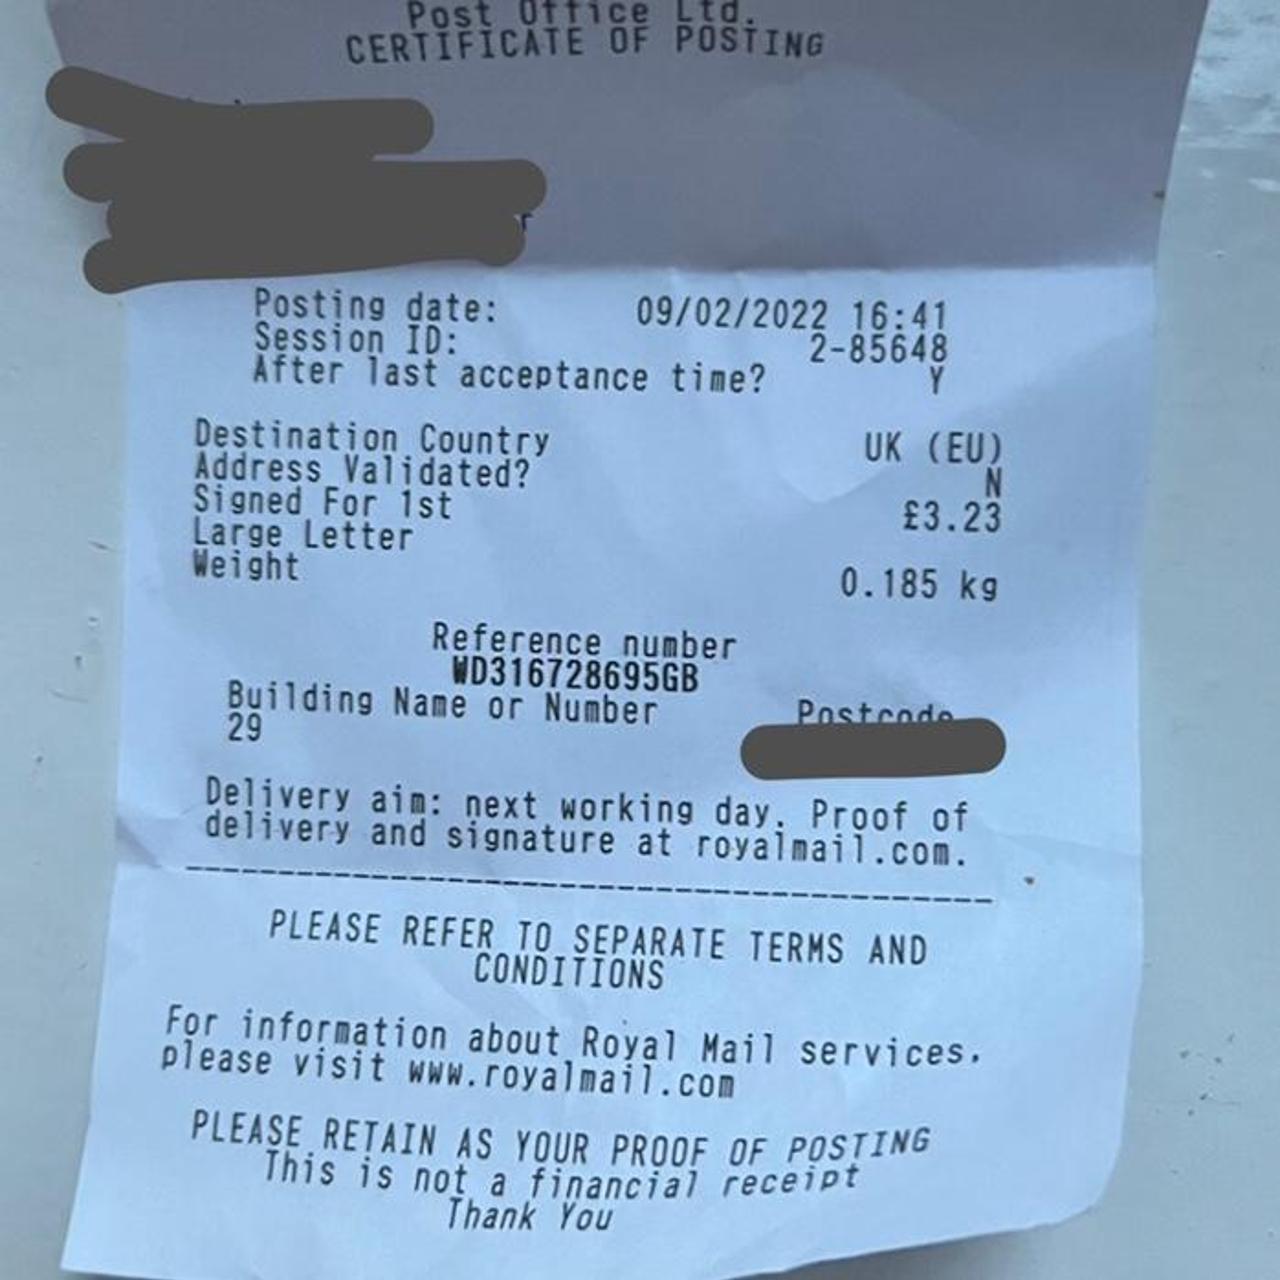 Post Office Ltd.
CERTIFICATE OF POSTING
Posting date: 09/02/2022 16:41
Session ID: 2-85648
After last acceptance time? Y
Destination Country UK (EU)
Address Validated? N
Signed For 1st £3.23
Large Letter
Weight 0.185 kg
Reference number
WD316728695GB
Building Name or Number Postcode
29
Delivery aim: next working day. Proof of
delivery and signature at royalmail.com.
PLEASE REFER TO SEPARATE TERMS AND
CONDITIONS
For information about Royal Mail services,
please visit www.royalmail.com
PLEASE RETAIN AS YOUR PROOF OF POSTING
This is not a financial receipt
Thank You